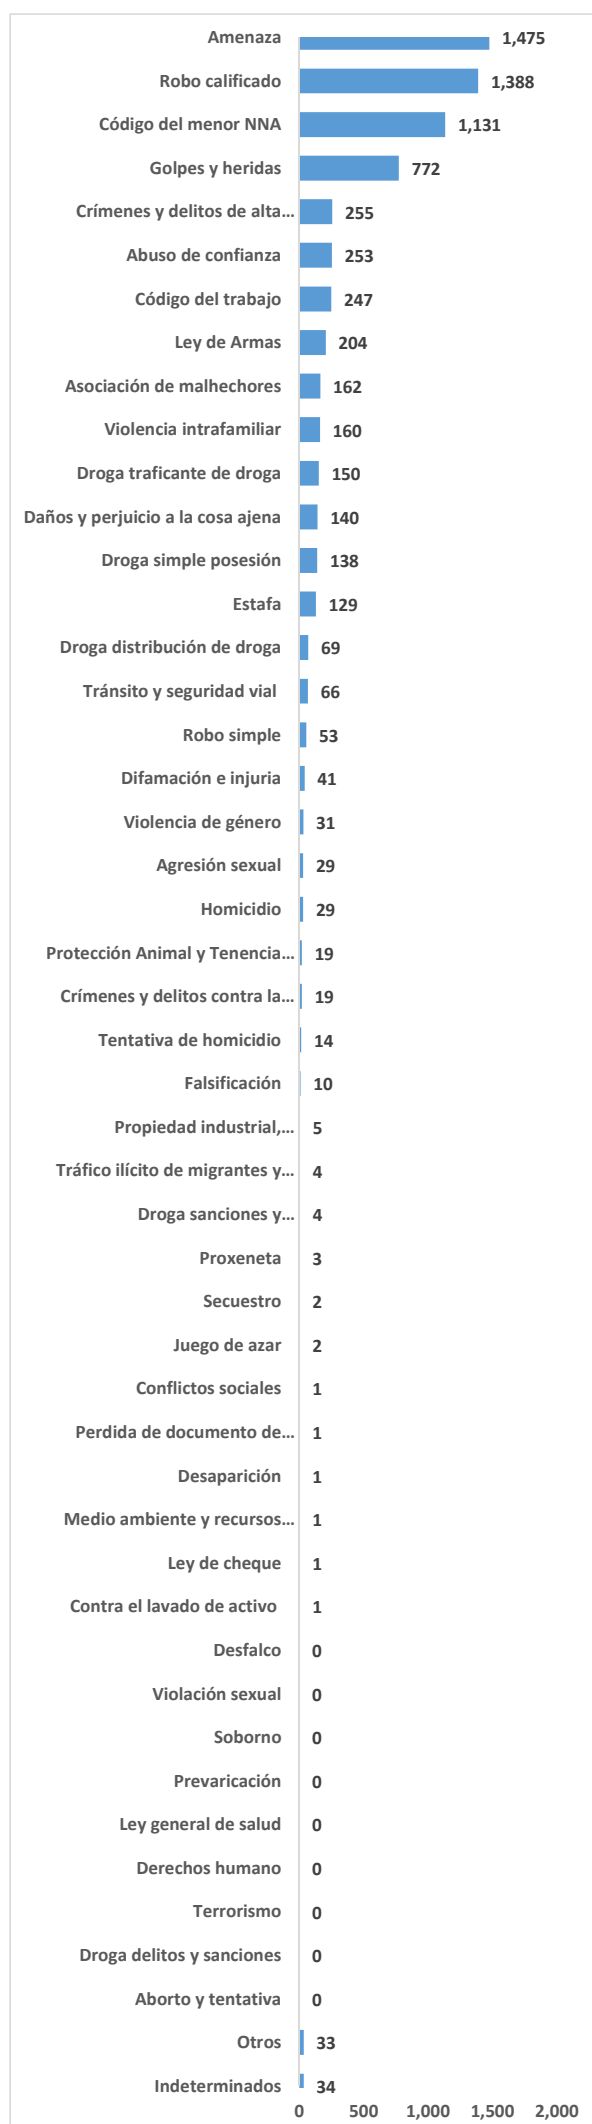 Amenaza 1,475
Robo calificado 1,388
Código del menor NNA 1,131
Golpes y heridas 772
Crímenes y delitos de alta... 255
Abuso de confianza 253
Código del trabajo 247
Ley de Armas 204
Asociación de malhechores 162
Violencia intrafamiliar 160
Droga traficante de droga 150
Daños y perjuicio a la cosa ajena 140
Droga simple posesión 138
Estafa 129
Droga distribución de droga 69
Tránsito y seguridad vial 66
Robo simple 53
Difamación e injuria 41
Violencia de género 31
Agresión sexual 29
Homicidio 29
Protección Animal y Tenencia... 19
Crímenes y delitos contra la... 19
Tentativa de homicidio 14
Falsificación 10
Propiedad industrial,... 5
Tráfico ilícito de migrantes y... 4
Droga sanciones y... 4
Proxeneta 3
Secuestro 2
Juego de azar 2
Conflictos sociales 1
Perdida de documento de... 1
Desaparición 1
Medio ambiente y recursos... 1
Ley de cheque 1
Contra el lavado de activo 1
Desfalco 0
Violación sexual 0
Soborno 0
Prevaricación 0
Ley general de salud 0
Derechos humano 0
Terrorismo 0
Droga delitos y sanciones 0
Aborto y tentativa 0
Otros 33
Indeterminados 34
0 500 1,000 1,500 2,000